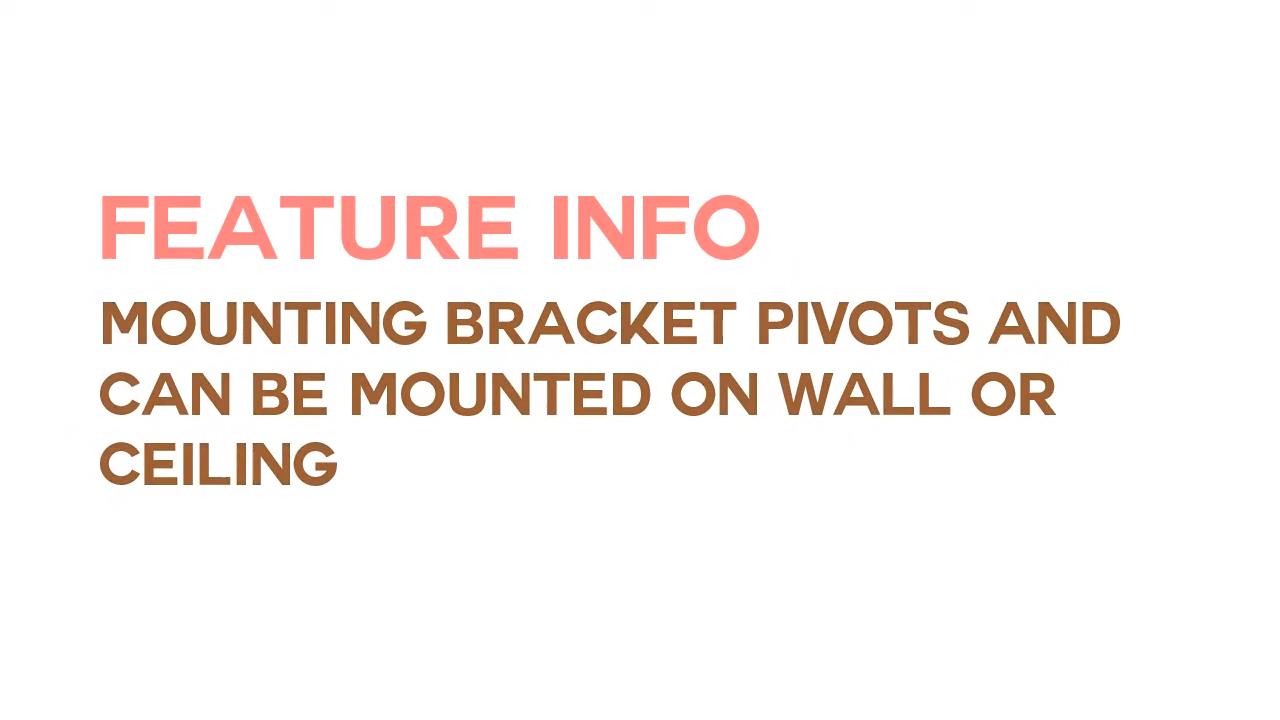 FEATURE INFO
MOUNTING BRACKET PIVOTS AND
CAN BE MOUNTED ON WALL OR
CEILING